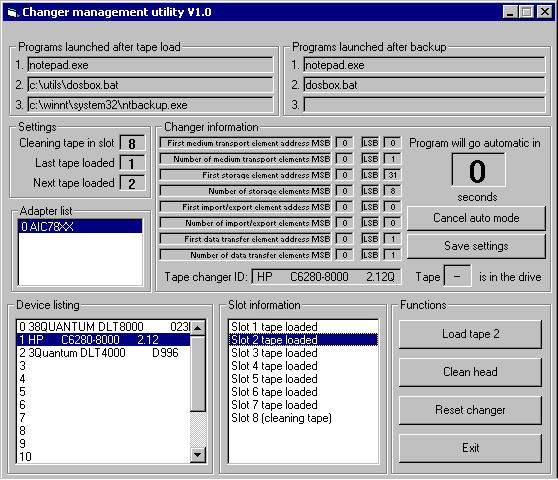 Changer management utility V1.0
Programs launched after tape load
1. notepad.exe
2. c:\utils\dosbox.bat
3. c:\winnt\system32\ntbackup.exe
Programs launched after backup
1. notepad.exe
2. dosbox.bat
3.
Settings
Cleaning tape in slot 8
Last tape loaded 1
Next tape loaded 2
Adapter list
0 AIC78XX
Changer information
First medium transport element address MSB 0 LSB 0
Number of medium transport elements MSB 0 LSB 1
First storage element address MSB 0 LSB 31
Number of storage elements MSB 0 LSB 8
First import/export element address MSB 0 LSB 0
Number of import/export elements MSB 0 LSB 0
First data transfer element address MSB 0 LSB 1
Number of data transfer elements MSB 0 LSB 1
Tape changer ID: HP C6280-8000 2.12Q
Program will go automatic in
0
seconds
Cancel auto mode
Save settings
Tape – is in the drive
Device listing
0 38QUANTUM DLT8000 023
1 HP C6280-8000 2.12
2 3Quantum DLT4000 D996
3
4
5
6
7
8
9
10
Slot information
Slot 1 tape loaded
Slot 2 tape loaded
Slot 3 tape loaded
Slot 4 tape loaded
Slot 5 tape loaded
Slot 6 tape loaded
Slot 7 tape loaded
Slot 8 (cleaning tape)
Functions
Load tape 2
Clean head
Reset changer
Exit